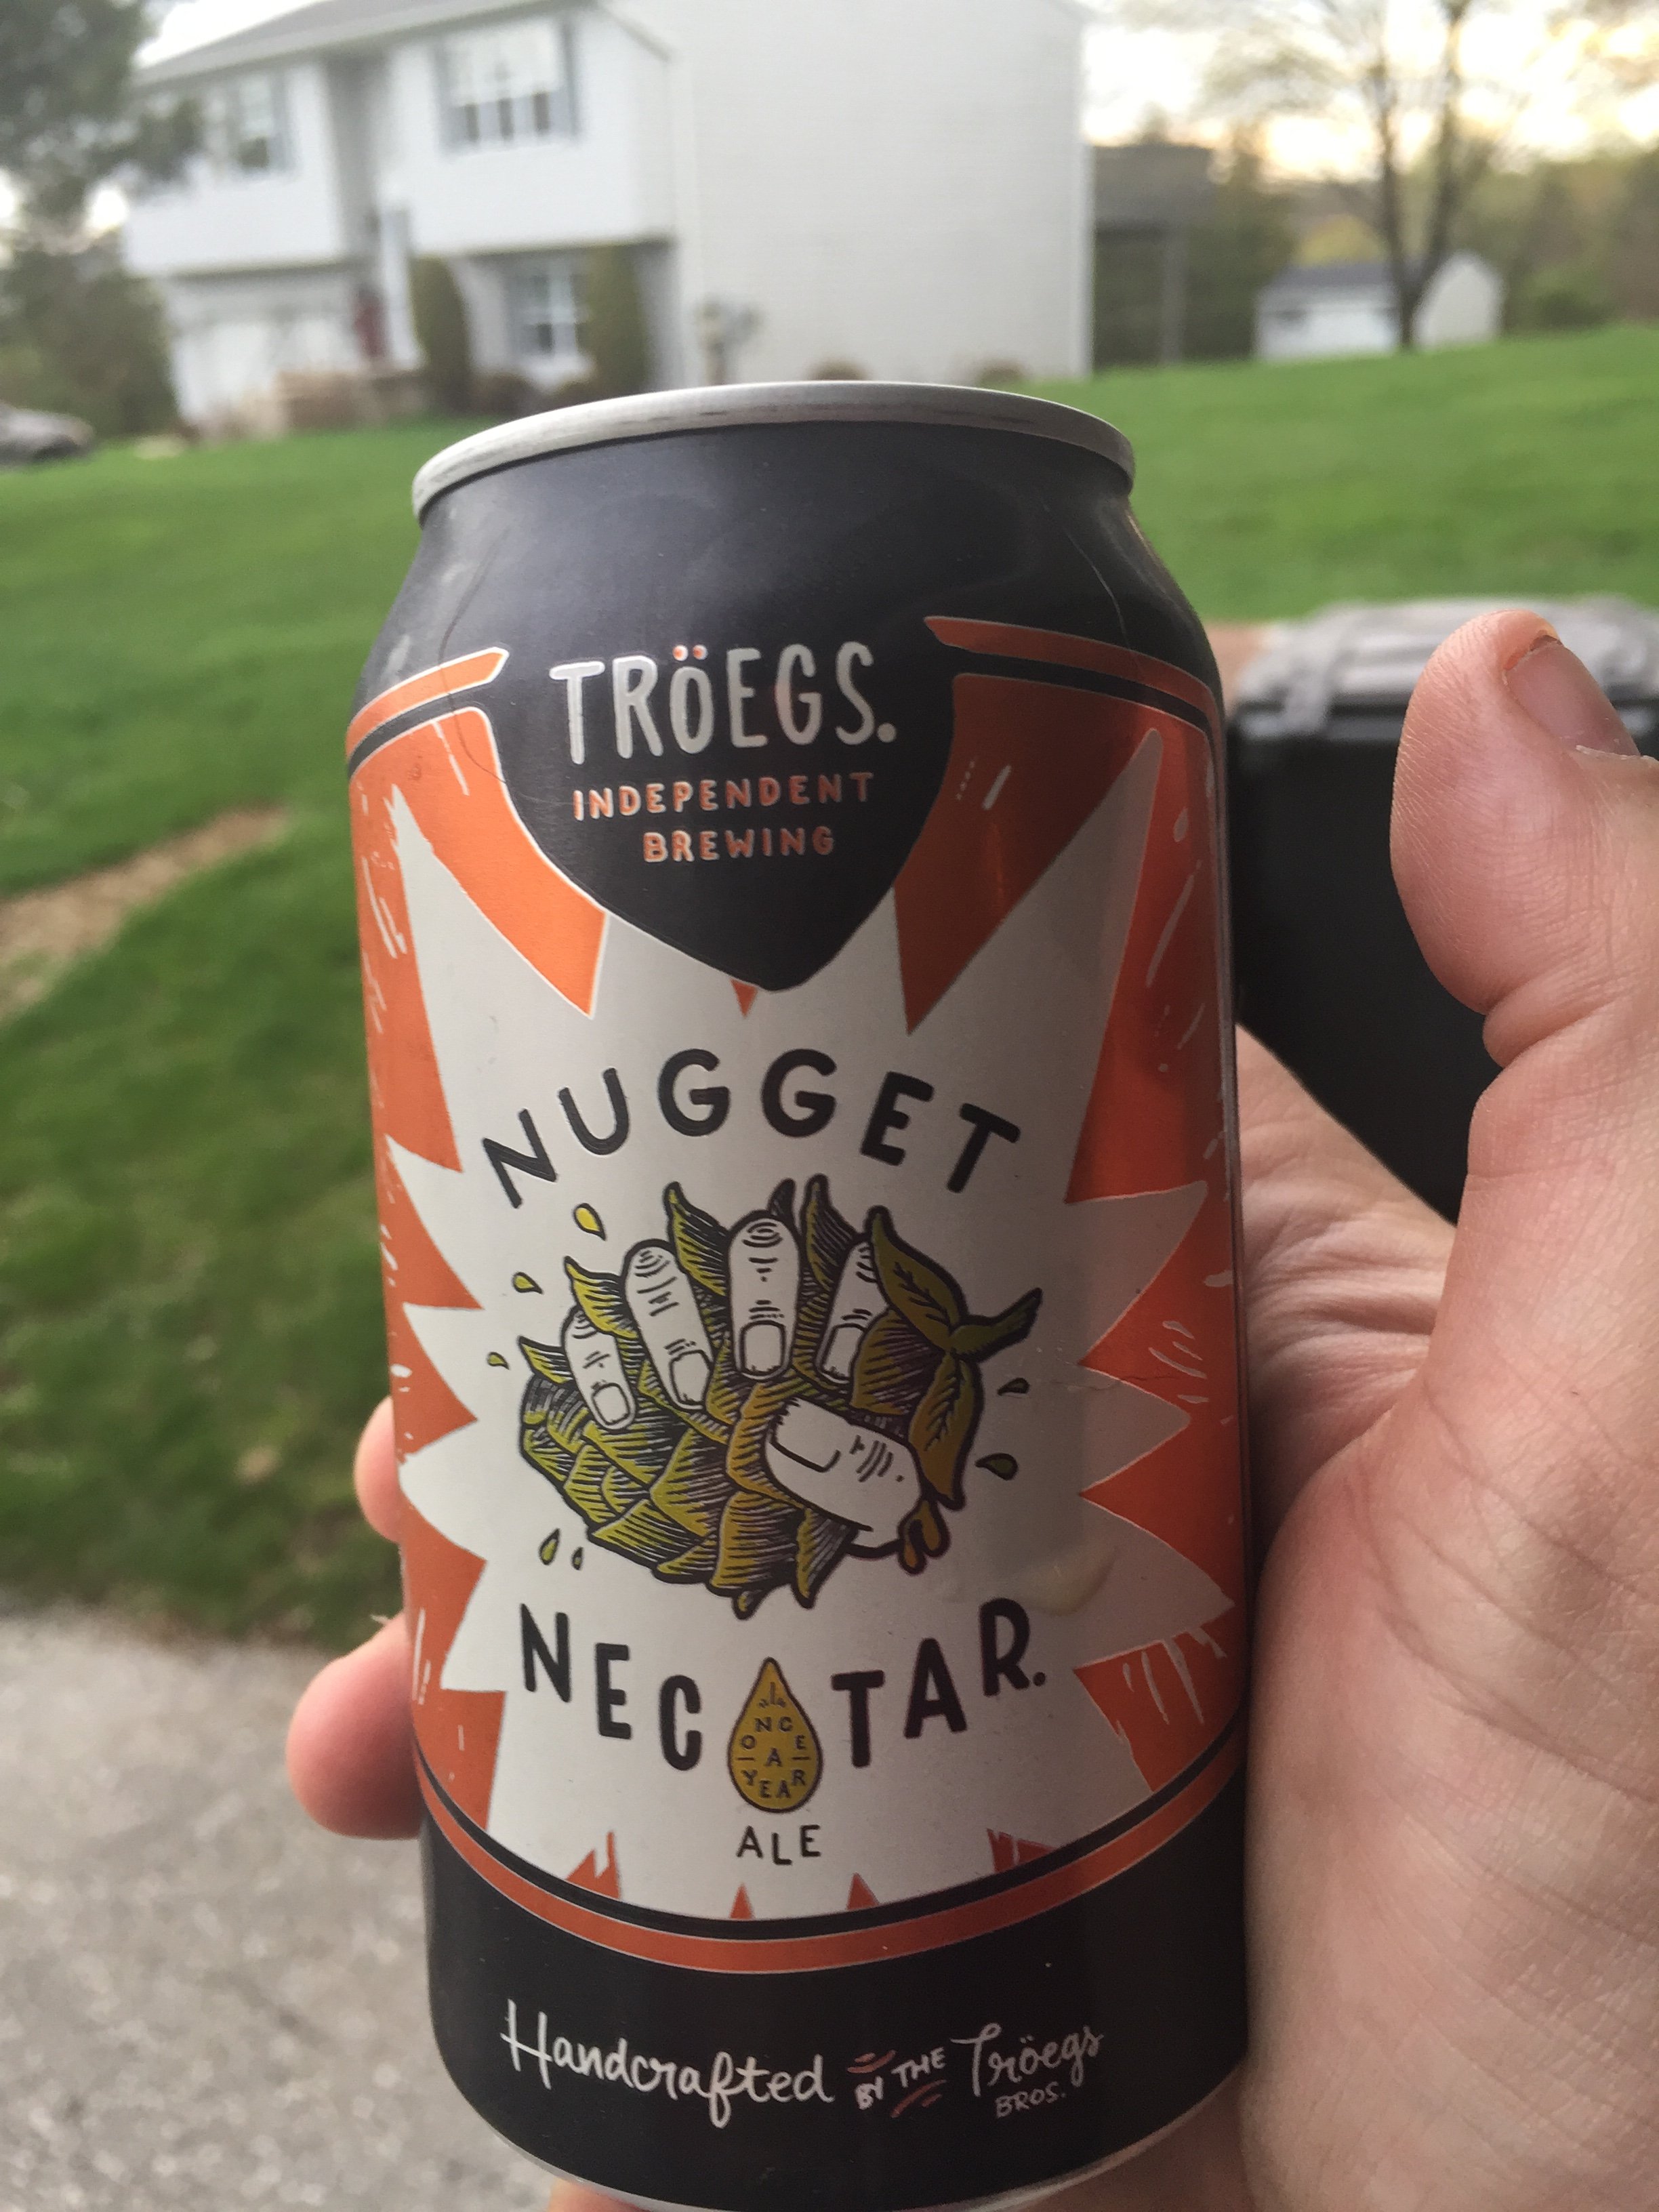 TRÖEGS.
INDEPENDENT
BREWING
NUGGET
NECTAR.
ONCE
A
YEAR
ALE
Handcrafted BY THE Tröegs
BROS.